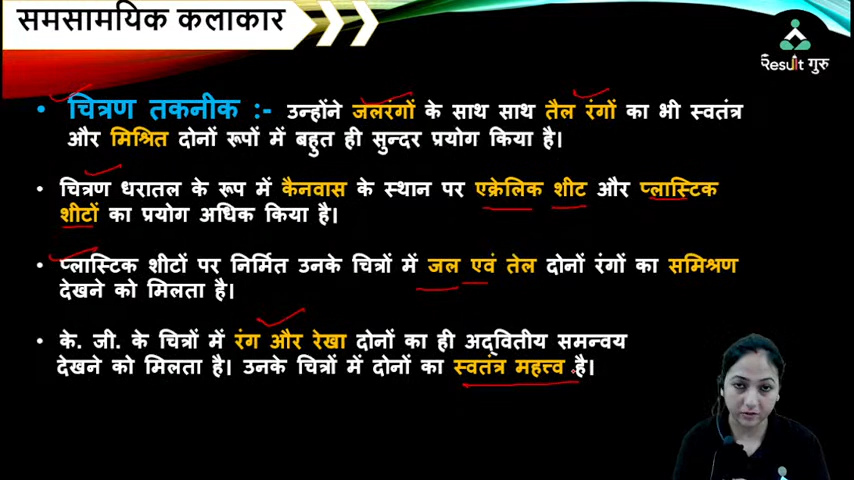 समसामयिक कलाकार
Result गुरु
• चित्रण तकनीक :- उन्होंने जलरंगों के साथ साथ तैल रंगों का भी स्वतंत्र
और मिश्रित दोनों रूपों में बहुत ही सुन्दर प्रयोग किया है।
• चित्रण धरातल के रूप में कैनवास के स्थान पर एक्रेलिक शीट और प्लास्टिक
शीटों का प्रयोग अधिक किया है।
• प्लास्टिक शीटों पर निर्मित उनके चित्रों में जल एवं तेल दोनों रंगों का समिश्रण
देखने को मिलता है।
• के. जी. के चित्रों में रंग और रेखा दोनों का ही अद्वितीय समन्वय
देखने को मिलता है। उनके चित्रों में दोनों का स्वतंत्र महत्त्व है।